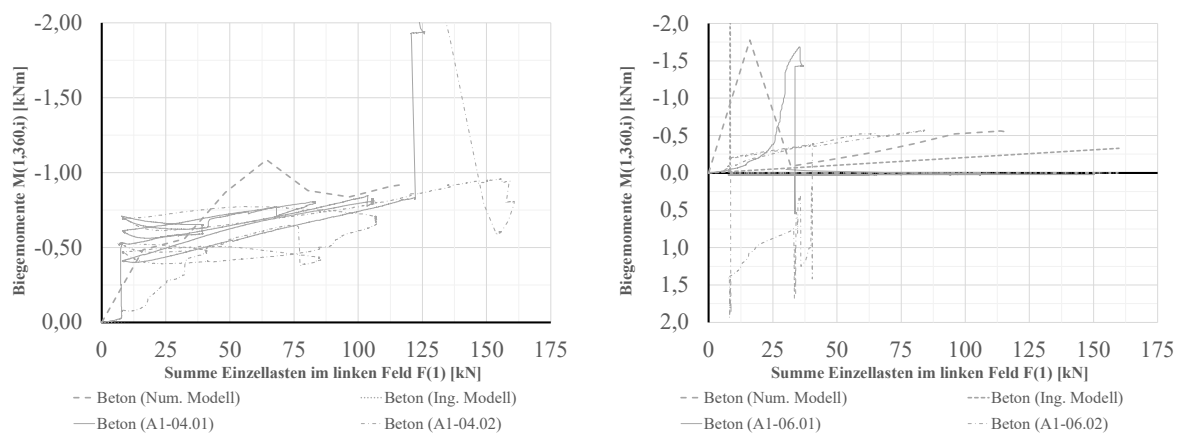 Biegemomente M(1,360,i) [kNm]
-2,00
-1,50
-1,00
-0,50
0,00
0 25 50 75 100 125 150 175
Summe Einzellasten im linken Feld F(1) [kN]
Beton (Num. Modell) Beton (Ing. Modell)
Beton (A1-04.01) Beton (A1-04.02)
Biegemomente M(1,360,i) [kNm]
-2,0
-1,5
-1,0
-0,5
0,0
0,5
1,0
1,5
2,0
0 25 50 75 100 125 150 175
Summe Einzellasten im linken Feld F(1) [kN]
Beton (Num. Modell) Beton (Ing. Modell)
Beton (A1-06.01) Beton (A1-06.02)